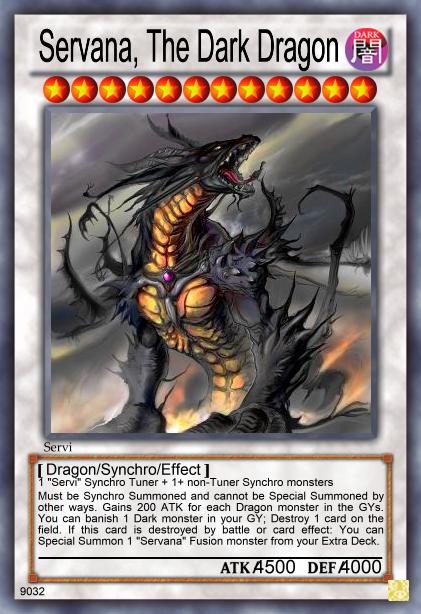 Servana, The Dark Dragon
DARK
闇
Servi
[ Dragon/Synchro/Effect ]
1 "Servi" Synchro Tuner + 1+ non-Tuner Synchro monsters
Must be Synchro Summoned and cannot be Special Summoned by
other ways. Gains 200 ATK for each Dragon monster in the GYs.
You can banish 1 Dark monster in your GY; Destroy 1 card on the
field. If this card is destroyed by battle or card effect: You can
Special Summon 1 "Servana" Fusion monster from your Extra Deck.
ATK/4500 DEF/4000
9032